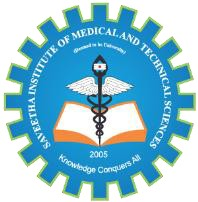 SAVEETHA INSTITUTE OF MEDICAL AND TECHNICAL SCIENCES
(Deemed to be University)
2005
Knowledge Conquers All